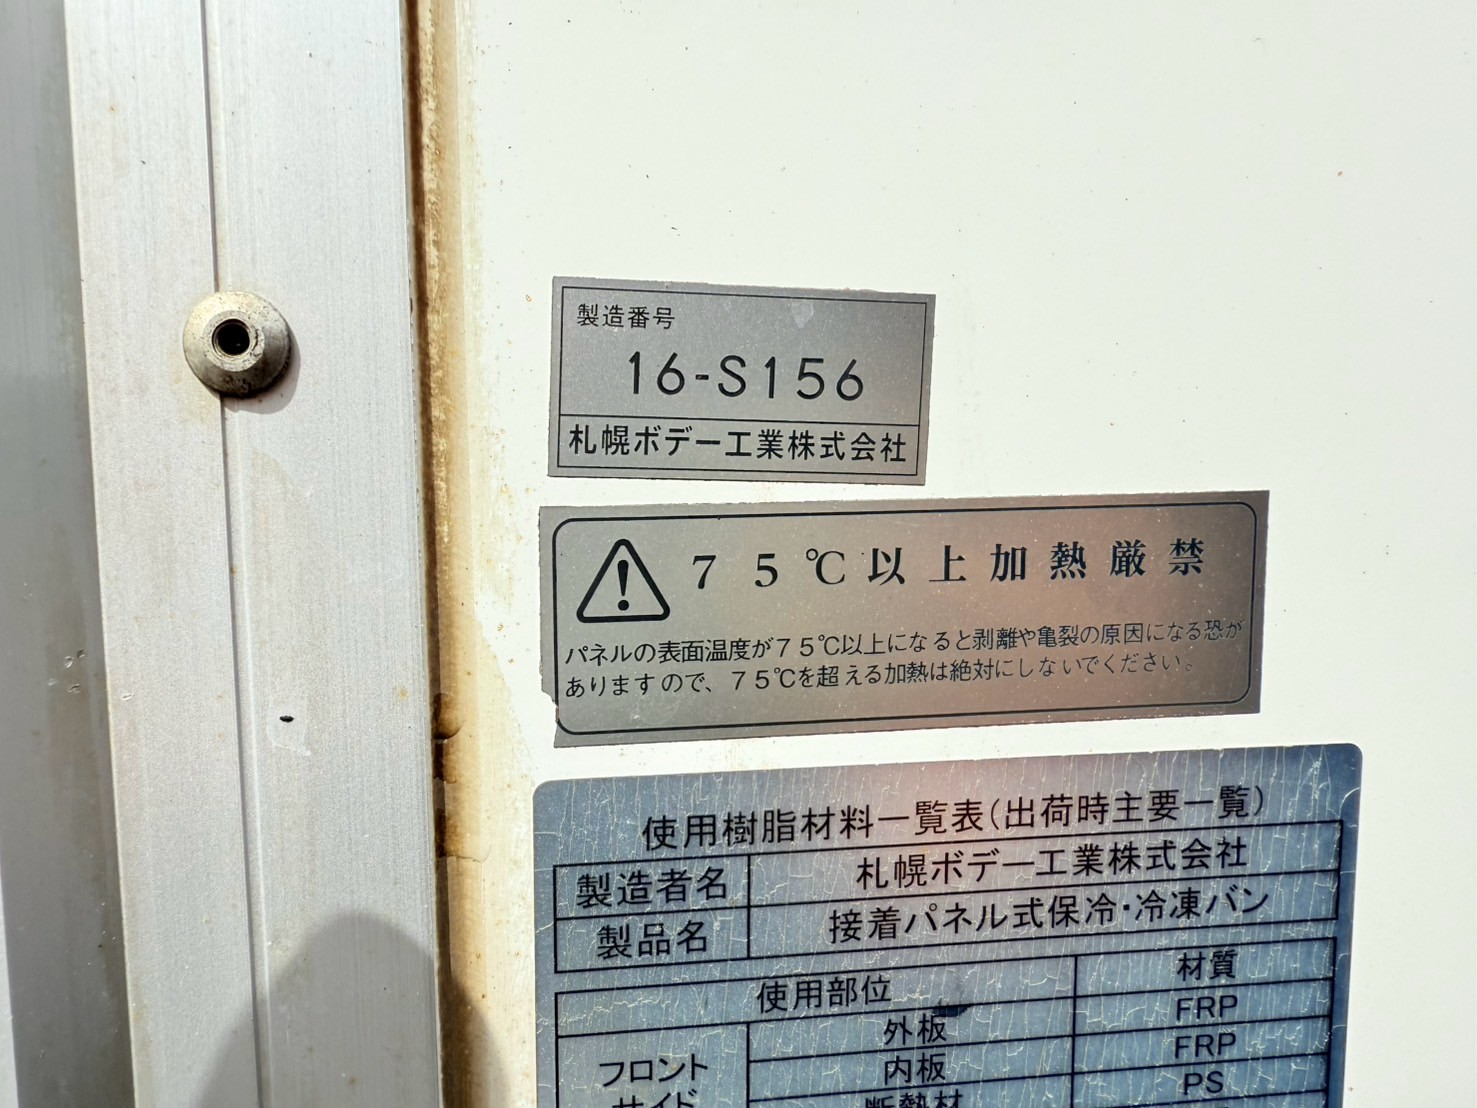 製造番号
16-S156
札幌ボデー工業株式会社
75℃以上加熱厳禁
パネルの表面温度が75℃以上になると剥離や亀裂の原因になる恐が
ありますので、75℃を超える加熱は絶対にしないでください。
使用樹脂材料一覧表(出荷時主要一覧)
製造者名 札幌ボデー工業株式会社
製品名 接着パネル式保冷・冷凍バン
使用部位 材質
外板 FRP
フロント 内板 FRP
サイド 断熱材 PS